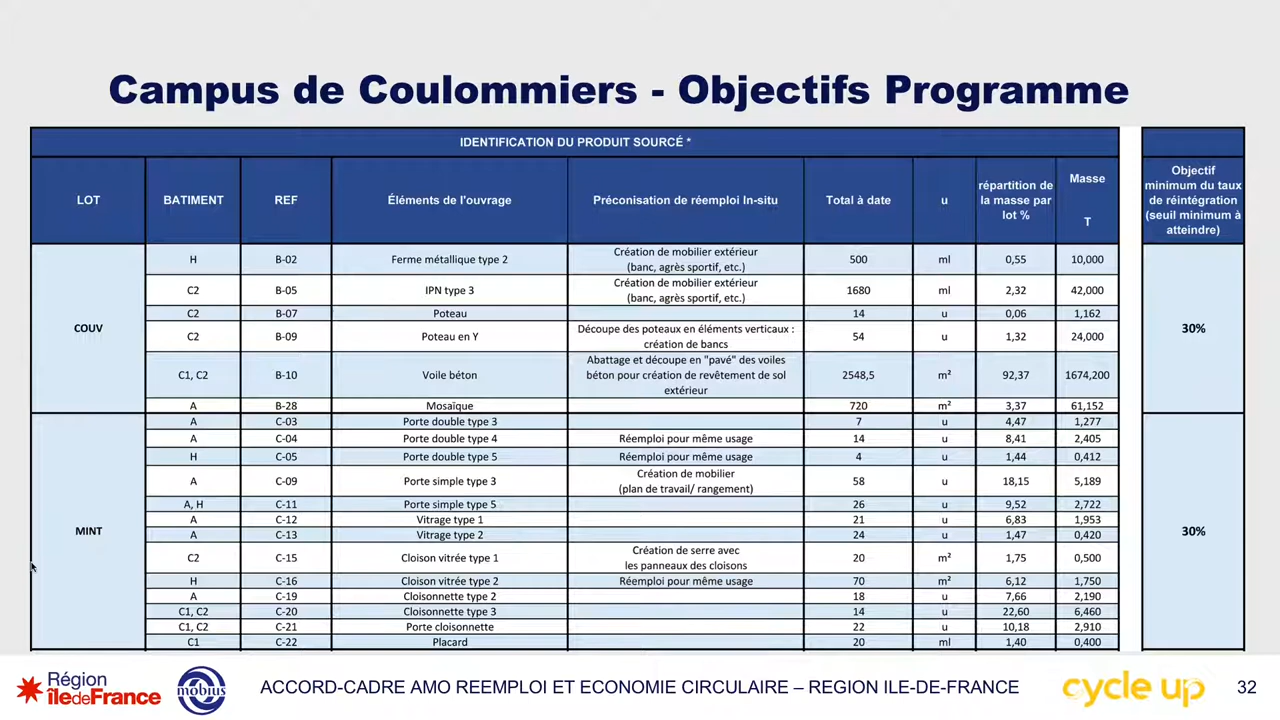 Campus de Coulommiers - Objectifs Programme
IDENTIFICATION DU PRODUIT SOURCÉ *
LOT BATIMENT REF Éléments de l'ouvrage Préconisation de réemploi In-situ Total à date u répartition de la masse par lot % Masse T Objectif minimum du taux de réintégration (seuil minimum à atteindre)
COUV 30%
H B-02 Ferme métallique type 2 Création de mobilier extérieur (banc, agrès sportif, etc.) 500 ml 0,55 10,000
C2 B-05 IPN type 3 Création de mobilier extérieur (banc, agrès sportif, etc.) 1680 ml 2,32 42,000
C2 B-07 Poteau 14 u 0,06 1,162
C2 B-09 Poteau en Y Découpe des poteaux en éléments verticaux : création de bancs 54 u 1,32 24,000
C1, C2 B-10 Voile béton Abattage et découpe en "pavé" des voiles béton pour création de revêtement de sol extérieur 2548,5 m² 92,37 1674,200
A B-28 Mosaïque 720 m² 3,37 61,152
MINT 30%
A C-03 Porte double type 3 7 u 4,47 1,277
A C-04 Porte double type 4 Réemploi pour même usage 14 u 8,41 2,405
H C-05 Porte double type 5 Réemploi pour même usage 4 u 1,44 0,412
A C-09 Porte simple type 3 Création de mobilier (plan de travail/ rangement) 58 u 18,15 5,189
A, H C-11 Porte simple type 5 26 u 9,52 2,722
A C-12 Vitrage type 1 21 u 6,83 1,953
A C-13 Vitrage type 2 24 u 1,47 0,420
C2 C-15 Cloison vitrée type 1 Création de serre avec les panneaux des cloisons 20 m² 1,75 0,500
H C-16 Cloison vitrée type 2 Réemploi pour même usage 70 m² 6,12 1,750
A C-19 Cloisonnette type 2 18 u 7,66 2,190
C1, C2 C-20 Cloisonnette type 3 14 u 22,60 6,460
C1, C2 C-21 Porte cloisonnette 22 u 10,18 2,910
C1 C-22 Placard 20 ml 1,40 0,400
Région
îledeFrance
mobius
ACCORD-CADRE AMO REEMPLOI ET ECONOMIE CIRCULAIRE – REGION ILE-DE-FRANCE
cycle up
32